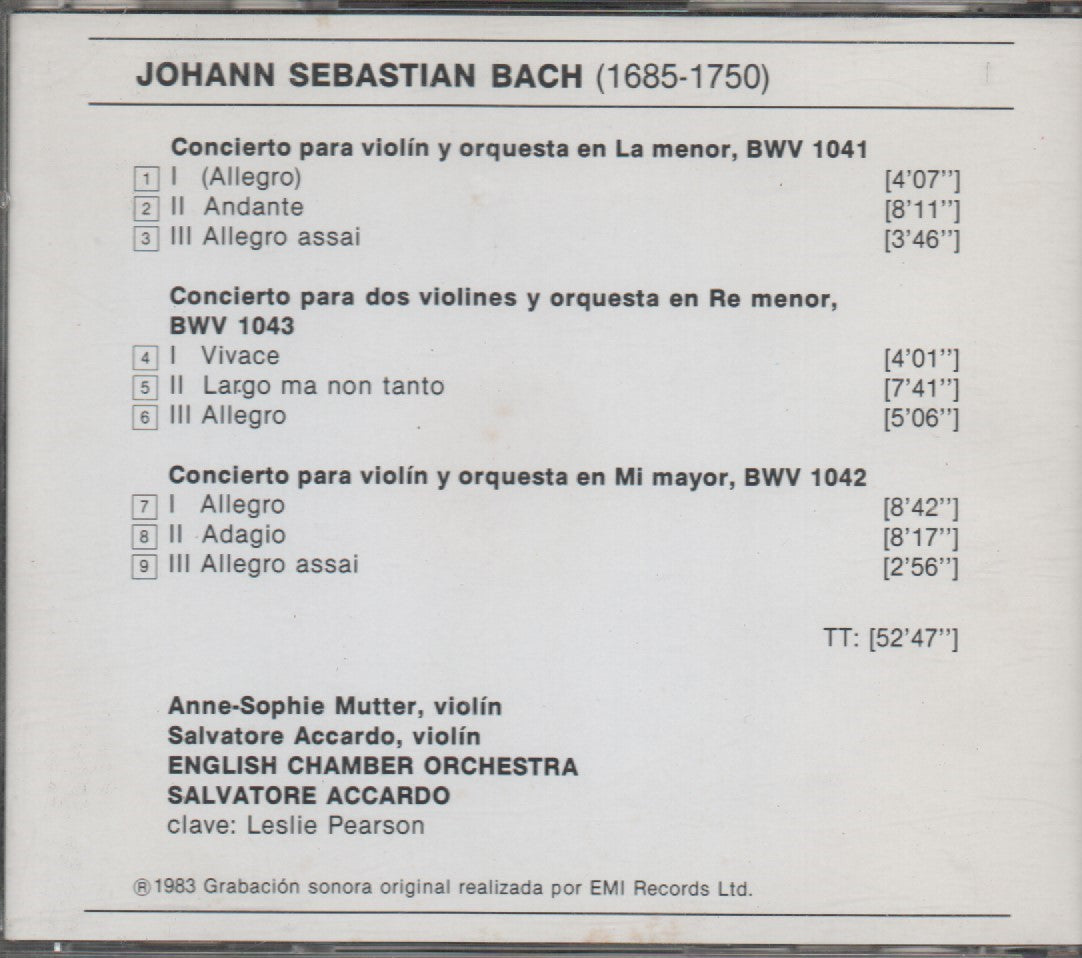 JOHANN SEBASTIAN BACH (1685-1750)
Concierto para violín y orquesta en La menor, BWV 1041
1 I (Allegro) [4'07"]
2 II Andante [8'11"]
3 III Allegro assai [3'46"]
Concierto para dos violines y orquesta en Re menor,
BWV 1043
4 I Vivace [4'01"]
5 II Largo ma non tanto [7'41"]
6 III Allegro [5'06"]
Concierto para violín y orquesta en Mi mayor, BWV 1042
7 I Allegro [8'42"]
8 II Adagio [8'17"]
9 III Allegro assai [2'56"]
TT: [52'47"]
Anne-Sophie Mutter, violín
Salvatore Accardo, violín
ENGLISH CHAMBER ORCHESTRA
SALVATORE ACCARDO
clave: Leslie Pearson
®1983 Grabación sonora original realizada por EMI Records Ltd.